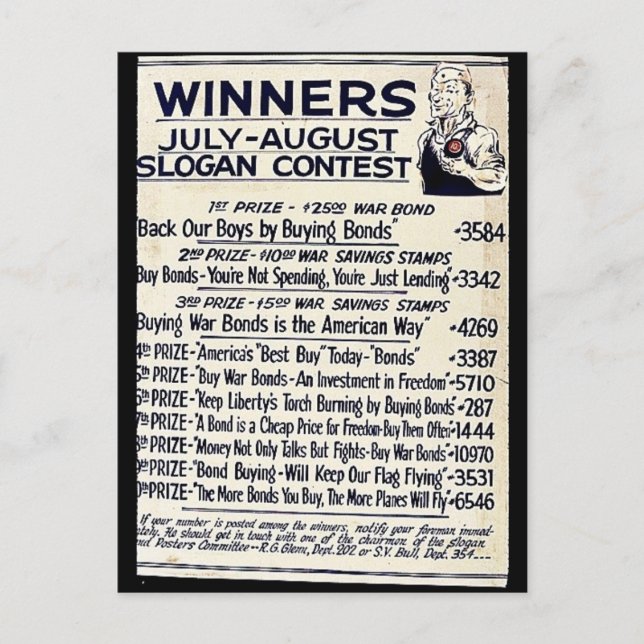 WINNERS
JULY-AUGUST
SLOGAN CONTEST
1ST PRIZE - $25.00 WAR BOND
"Back Our Boys by Buying Bonds" -3584
2ND PRIZE-$10.00 WAR SAVINGS STAMPS
Buy Bonds-You're Not Spending, You're Just Lending"-3342
3RD PRIZE-$5.00 WAR SAVINGS STAMPS
Buying War Bonds is the American Way" -4269
4th PRIZE-"America's "Best Buy" Today-"Bonds" -3387
5th PRIZE-"Buy War Bonds-An Investment in Freedom"-5710
6th PRIZE-"Keep Liberty's Torch Burning by Buying Bonds"-287
7th PRIZE-"A Bond is a Cheap Price for Freedom-Buy Them Often"-1444
8th PRIZE-"Money Not Only Talks But Fights-Buy War Bonds"-10970
9th PRIZE-"Bond Buying-Will Keep Our Flag Flying"-3531
0th PRIZE-"The More Bonds You Buy, The More Planes Will Fly"-6546
If your number is posted among the winners, notify your foreman immed-
ately. He should get in touch with one of the chairmen of the slogan
nd Posters Committee--R.G. Glenn, Dept. 202 or S.V. Bull, Dept. 354---